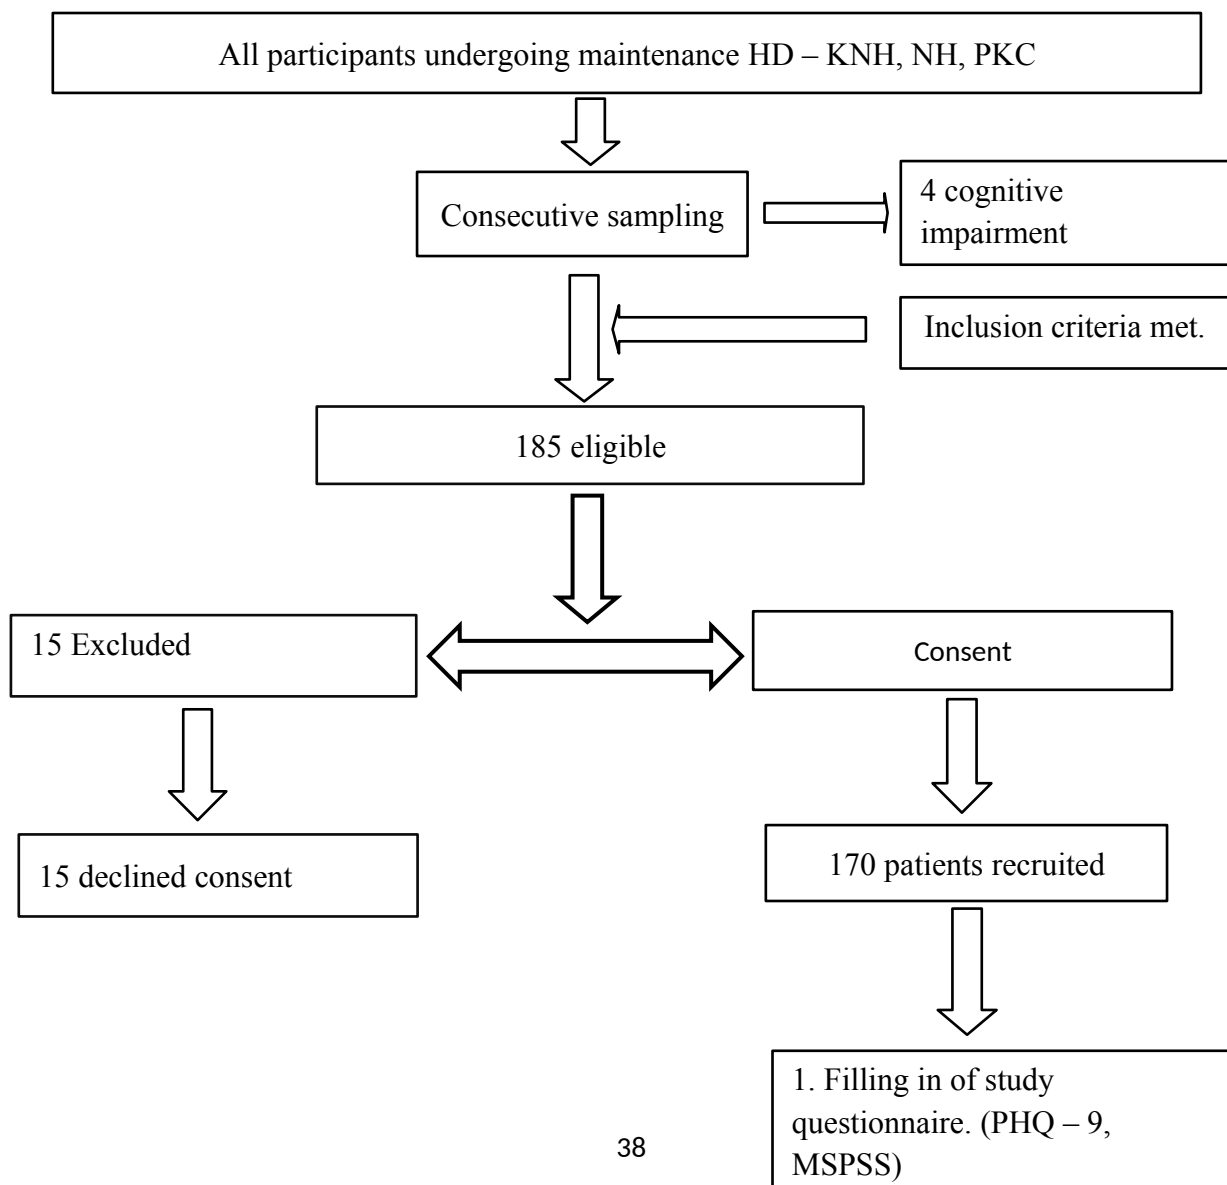 All participants undergoing maintenance HD – KNH, NH, PKC
Consecutive sampling
4 cognitive
impairment
Inclusion criteria met.
185 eligible
15 Excluded
Consent
15 declined consent
170 patients recruited
1. Filling in of study
questionnaire. (PHQ – 9,
MSPSS)
38